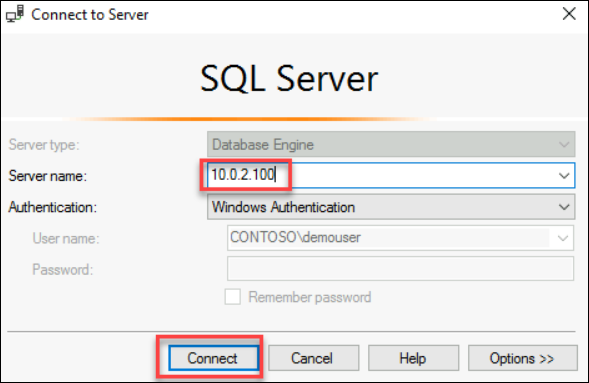 Connect to Server
SQL Server
Server type: Database Engine
Server name: 10.0.2.100
Authentication: Windows Authentication
User name: CONTOSO\demouser
Password:
Remember password
Connect Cancel Help Options >>